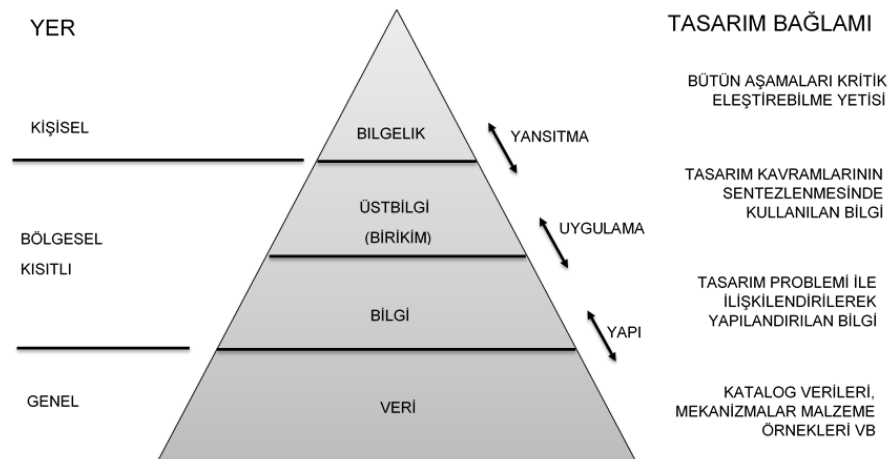 YER
TASARIM BAĞLAMI
BÜTÜN AŞAMALARI KRİTİK
ELEŞTİREBİLME YETİSİ
KİŞİSEL
BILGELIK
YANSITMA
TASARIM KAVRAMLARININ
SENTEZLENMESİNDE
KULLANILAN BİLGİ
ÜSTBİLGİ
(BİRİKİM)
UYGULAMA
BÖLGESEL
KISITLI
TASARIM PROBLEMİ İLE
İLİŞKİLENDİRİLEREK
YAPILANDIRILAN BİLGİ
BİLGİ
YAPI
GENEL
VERİ
KATALOG VERİLERİ,
MEKANİZMALAR MALZEME
ÖRNEKLERİ VB